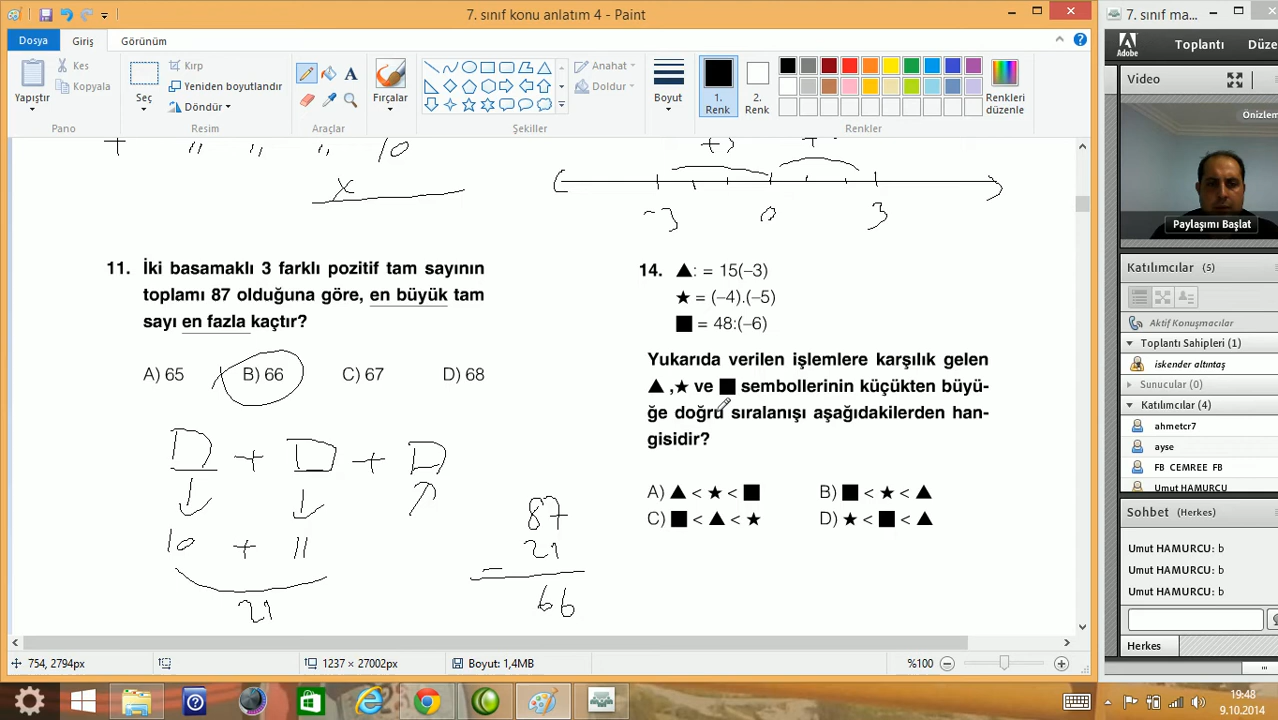 7. sınıf konu anlatım 4 - Paint
7. sınıf ma...
Dosya
Giriş
Görünüm
Toplantı
Düze
Yapıştır
Kes
Kopyala
Seç
Kırp
Yeniden boyutlandır
Döndür
Fırçalar
Anahat
Doldur
Boyut
1.
Renk
2.
Renk
Renkleri
düzenle
Pano
Resim
Araçlar
Şekiller
Renkler
Adobe
Video
Önizlem
Paylaşımı Başlat
+ 10
x
-3 0 3
11. İki basamaklı 3 farklı pozitif tam sayının
toplamı 87 olduğuna göre, en büyük tam
sayı en fazla kaçtır?
A) 65 B) 66 C) 67 D) 68
D + D + D
10 + 11
21
87
21
66
14. ▲: = 15(–3)
★ = (–4).(–5)
■ = 48:(–6)
Yukarıda verilen işlemlere karşılık gelen
▲ ,★ ve ■ sembollerinin küçükten büyü-
ğe doğru sıralanışı aşağıdakilerden han-
gisidir?
A) ▲ < ★ < ■ B) ■ < ★ < ▲
C) ■ < ▲ < ★ D) ★ < ■ < ▲
Katılımcılar (5)
Aktif Konuşmacılar
Toplantı Sahipleri (1)
iskender altıntaş
Sunucular (0)
Katılımcılar (4)
ahmetcr7
ayse
FB CEMREE FB
Umut HAMURCU
Sohbet (Herkes)
Umut HAMURCU: b
Umut HAMURCU: b
Umut HAMURCU: b
Herkes
754, 2794px
1237 × 27002px
Boyut: 1,4MB
%100
19:48
9.10.2014